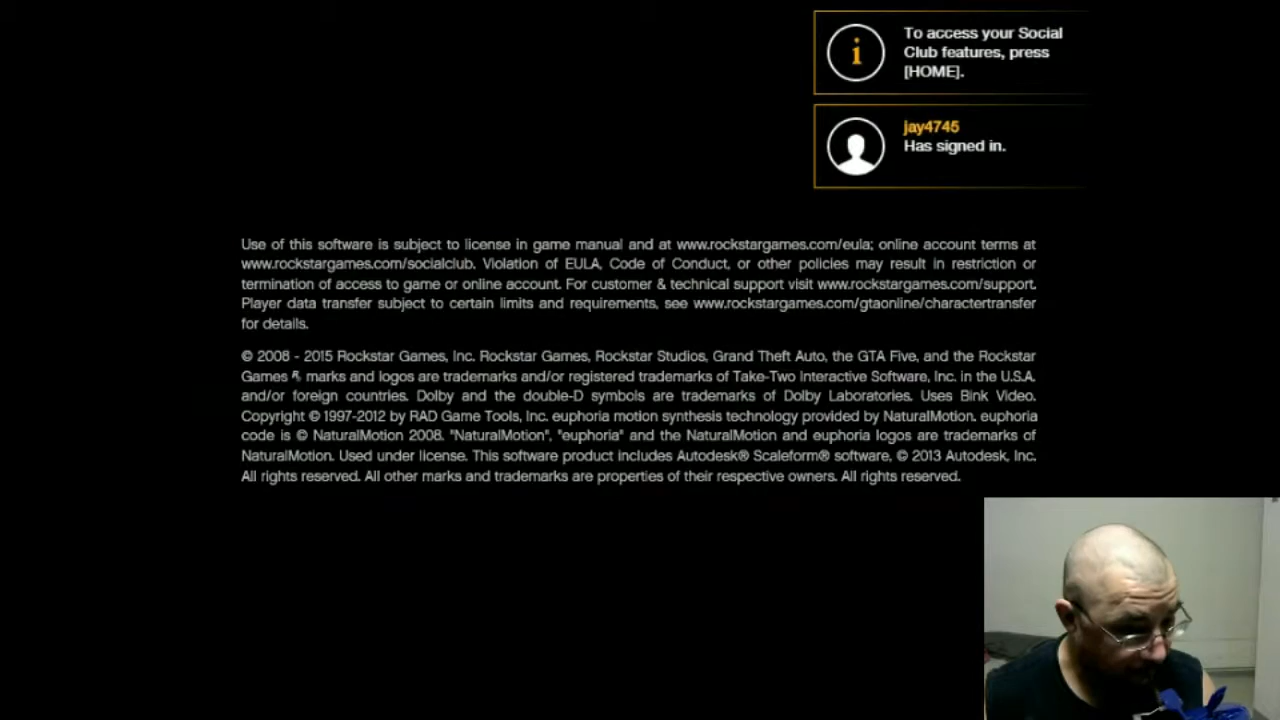 To access your Social
Club features, press
[HOME].
jay4745
Has signed in.
Use of this software is subject to license in game manual and at www.rockstargames.com/eula; online account terms at
www.rockstargames.com/socialclub. Violation of EULA, Code of Conduct, or other policies may result in restriction or
termination of access to game or online account. For customer & technical support visit www.rockstargames.com/support.
Player data transfer subject to certain limits and requirements, see www.rockstargames.com/gtaonline/charactertransfer
for details.
© 2008 - 2015 Rockstar Games, Inc. Rockstar Games, Rockstar Studios, Grand Theft Auto, the GTA Five, and the Rockstar
Games R* marks and logos are trademarks and/or registered trademarks of Take-Two Interactive Software, Inc. in the U.S.A.
and/or foreign countries. Dolby and the double-D symbols are trademarks of Dolby Laboratories. Uses Bink Video.
Copyright © 1997-2012 by RAD Game Tools, Inc. euphoria motion synthesis technology provided by NaturalMotion. euphoria
code is © NaturalMotion 2008. "NaturalMotion", "euphoria" and the NaturalMotion and euphoria logos are trademarks of
NaturalMotion. Used under license. This software product includes Autodesk® Scaleform® software, © 2013 Autodesk, Inc.
All rights reserved. All other marks and trademarks are properties of their respective owners. All rights reserved.